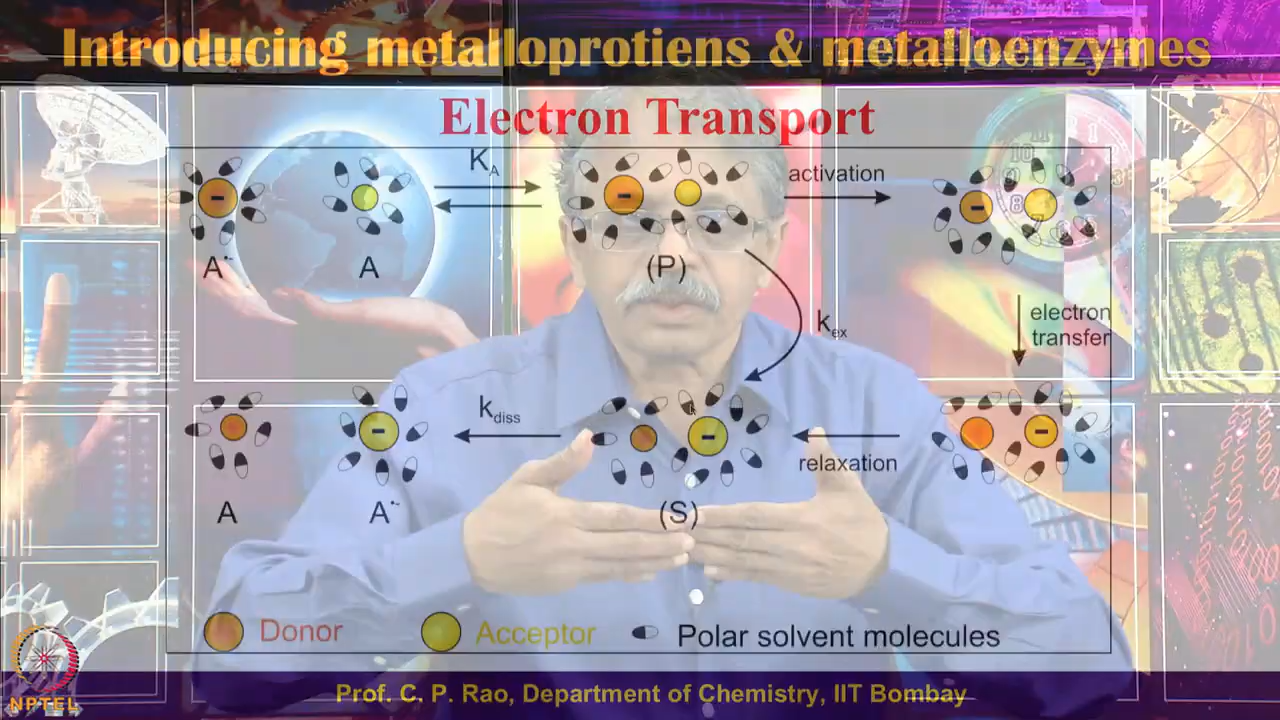 Introducing metalloprotiens & metalloenzymes
Electron Transport
K_A
activation
A•-
A
(P)
k_ex
electron
transfer
k_diss
relaxation
A
A•-
(S)
Donor
Acceptor
Polar solvent molecules
NPTEL
Prof. C. P. Rao, Department of Chemistry, IIT Bombay